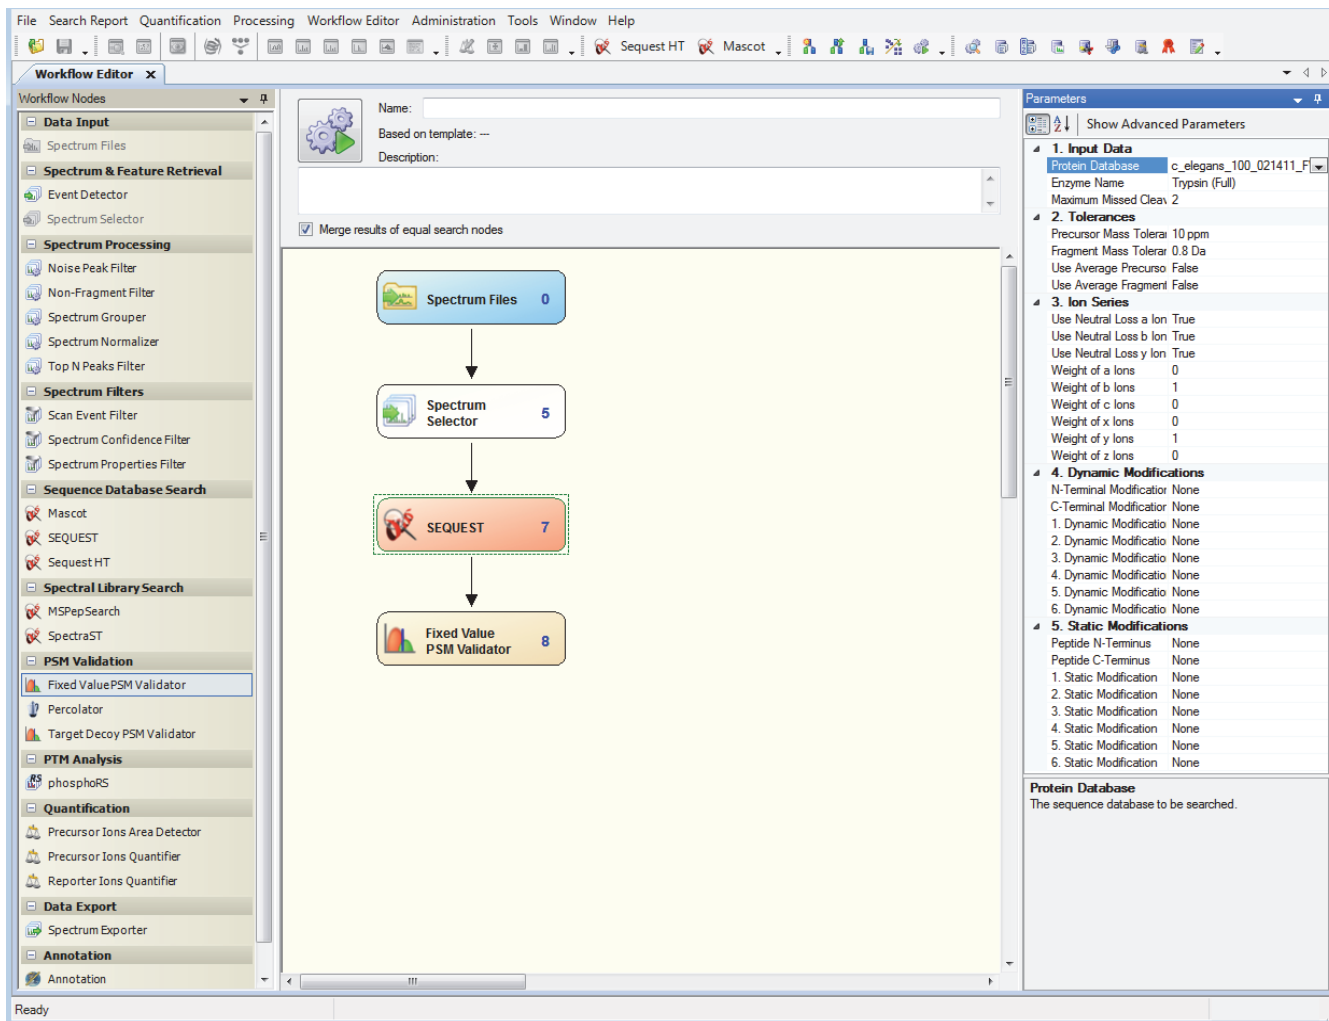 File Search Report Quantification Processing Workflow Editor Administration Tools Window Help
Sequest HT Mascot
Workflow Editor x
Workflow Nodes
Data Input
Spectrum Files
Spectrum & Feature Retrieval
Event Detector
Spectrum Selector
Spectrum Processing
Noise Peak Filter
Non-Fragment Filter
Spectrum Grouper
Spectrum Normalizer
Top N Peaks Filter
Spectrum Filters
Scan Event Filter
Spectrum Confidence Filter
Spectrum Properties Filter
Sequence Database Search
Mascot
SEQUEST
Sequest HT
Spectral Library Search
MSPepSearch
SpectraST
PSM Validation
Fixed Value PSM Validator
Percolator
Target Decoy PSM Validator
PTM Analysis
phosphoRS
Quantification
Precursor Ions Area Detector
Precursor Ions Quantifier
Reporter Ions Quantifier
Data Export
Spectrum Exporter
Annotation
Annotation
Name:
Based on template: ---
Description:
Merge results of equal search nodes
Spectrum Files 0
Spectrum
Selector 5
SEQUEST 7
Fixed Value
PSM Validator 8
Parameters
Show Advanced Parameters
1. Input Data
Protein Database c_elegans_100_021411_F
Enzyme Name Trypsin (Full)
Maximum Missed Cleav 2
2. Tolerances
Precursor Mass Tolerar 10 ppm
Fragment Mass Tolerar 0.8 Da
Use Average Precurso False
Use Average Fragment False
3. Ion Series
Use Neutral Loss a Ion True
Use Neutral Loss b Ion True
Use Neutral Loss y Ion True
Weight of a Ions 0
Weight of b Ions 1
Weight of c Ions 0
Weight of x Ions 0
Weight of y Ions 1
Weight of z Ions 0
4. Dynamic Modifications
N-Terminal Modification None
C-Terminal Modification None
1. Dynamic Modificatio None
2. Dynamic Modificatio None
3. Dynamic Modificatio None
4. Dynamic Modificatio None
5. Dynamic Modificatio None
6. Dynamic Modificatio None
5. Static Modifications
Peptide N-Terminus None
Peptide C-Terminus None
1. Static Modification None
2. Static Modification None
3. Static Modification None
4. Static Modification None
5. Static Modification None
6. Static Modification None
Protein Database
The sequence database to be searched.
Ready